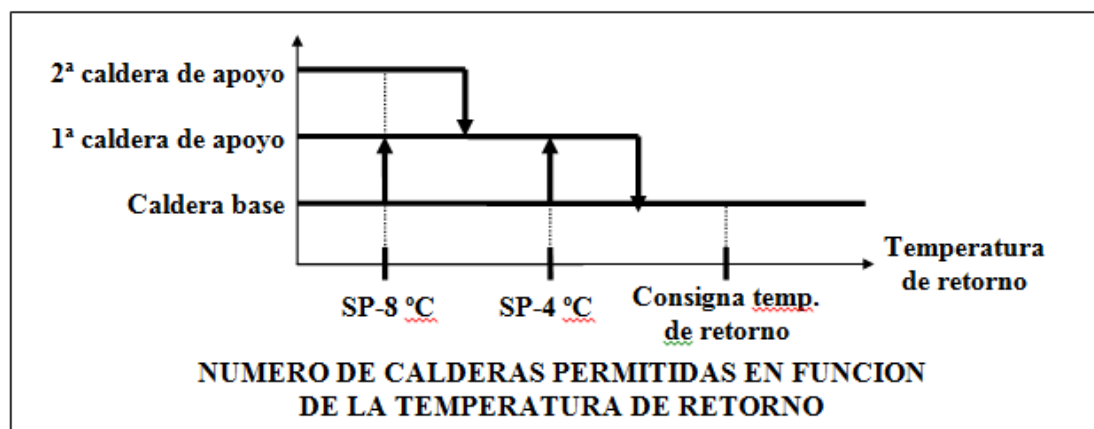 2ª caldera de apoyo
1ª caldera de apoyo
Caldera base
Temperatura
de retorno
SP-8 ºC
SP-4 ºC
Consigna temp.
de retorno
NUMERO DE CALDERAS PERMITIDAS EN FUNCION
DE LA TEMPERATURA DE RETORNO